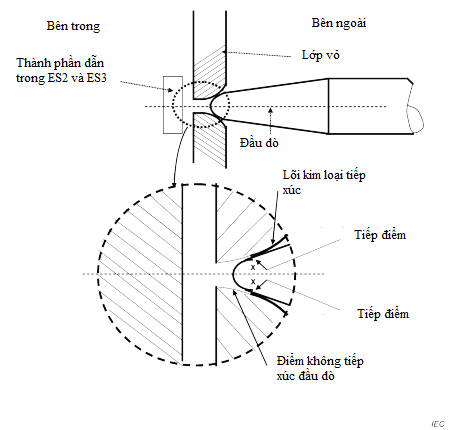 Bên trong
Bên ngoài
Thành phần dẫn
trong ES2 và ES3
Lớp vỏ
Đầu dò
Lõi kim loại tiếp
xúc
Tiếp điểm
x
x
Tiếp điểm
Điểm không tiếp
xúc đầu dò
IEC